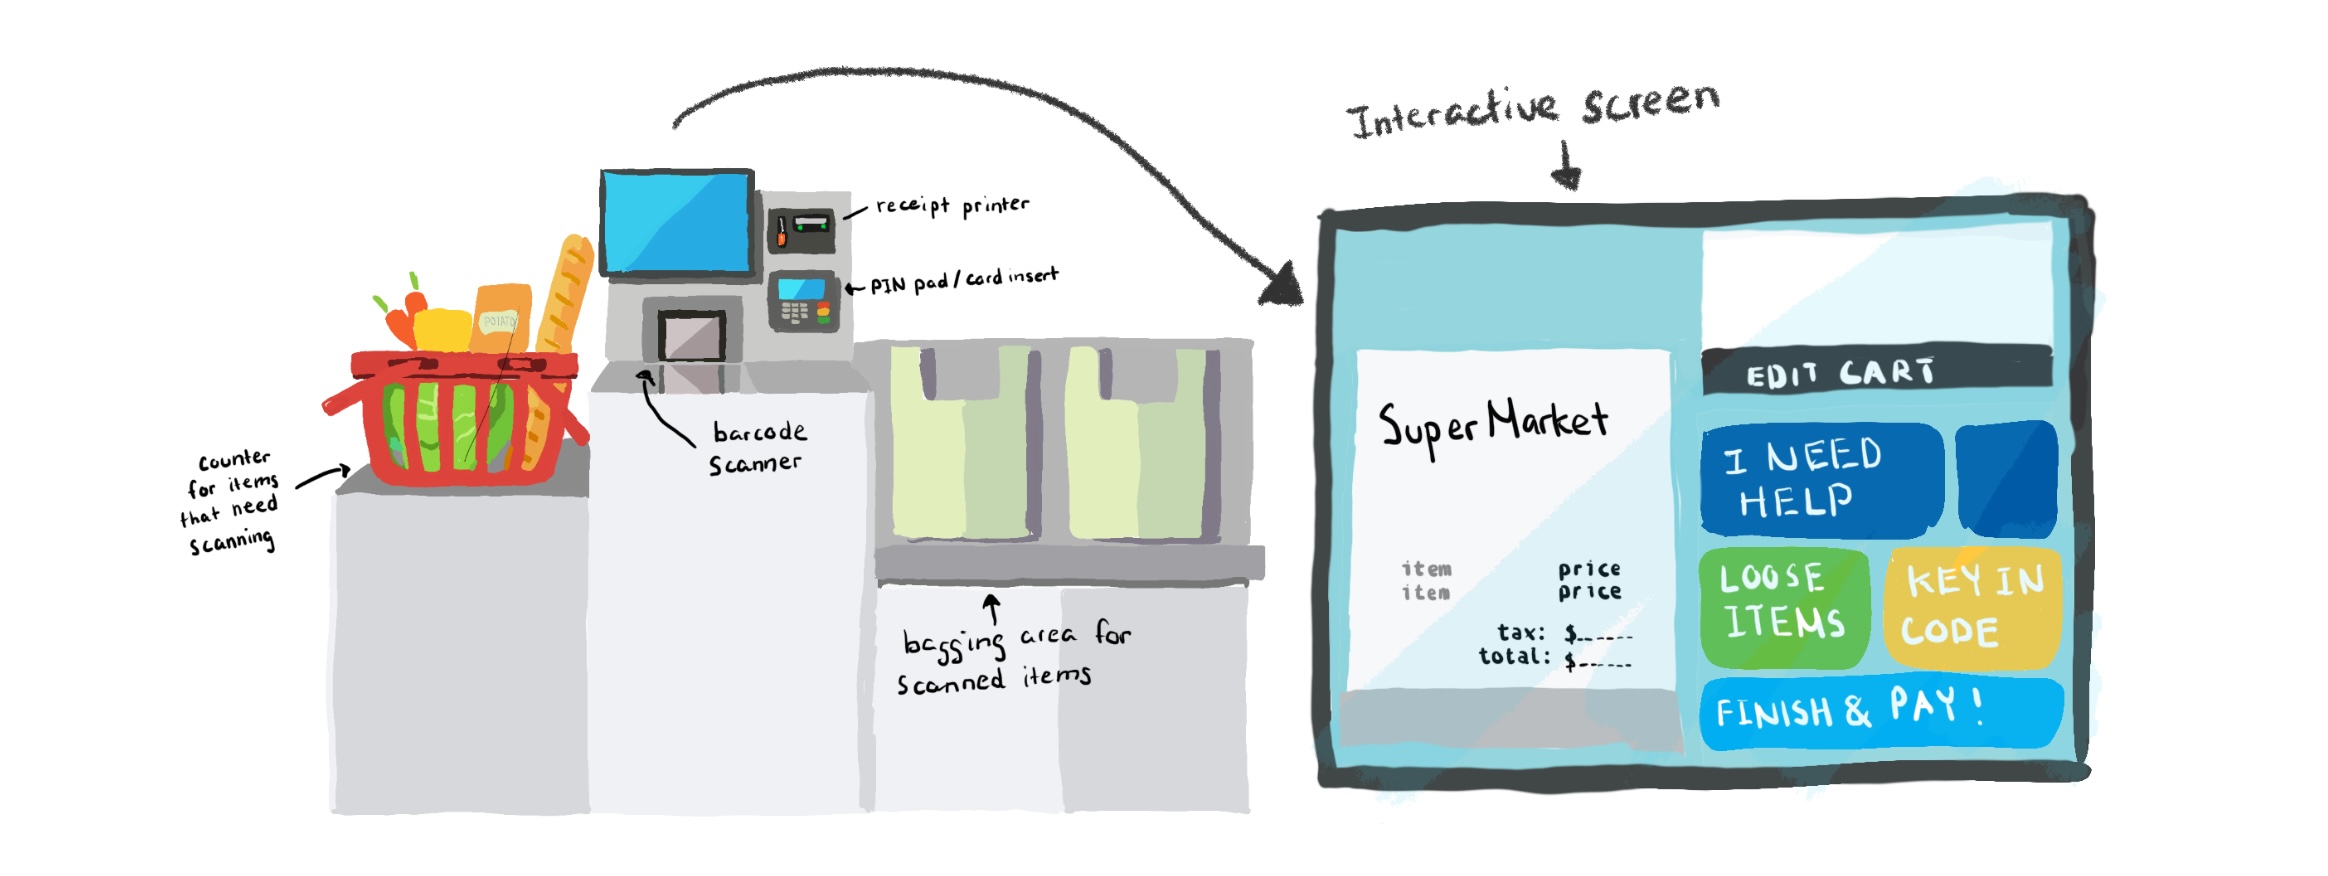 Interactive screen
receipt printer
PIN pad/card insert
POTATO
barcode
scanner
counter
for items
that need
scanning
bagging area for
scanned items
EDIT CART
Super Market
I NEED
HELP
item price
item price
tax: $------
total: $------
LOOSE
ITEMS
KEY IN
CODE
FINISH & PAY!